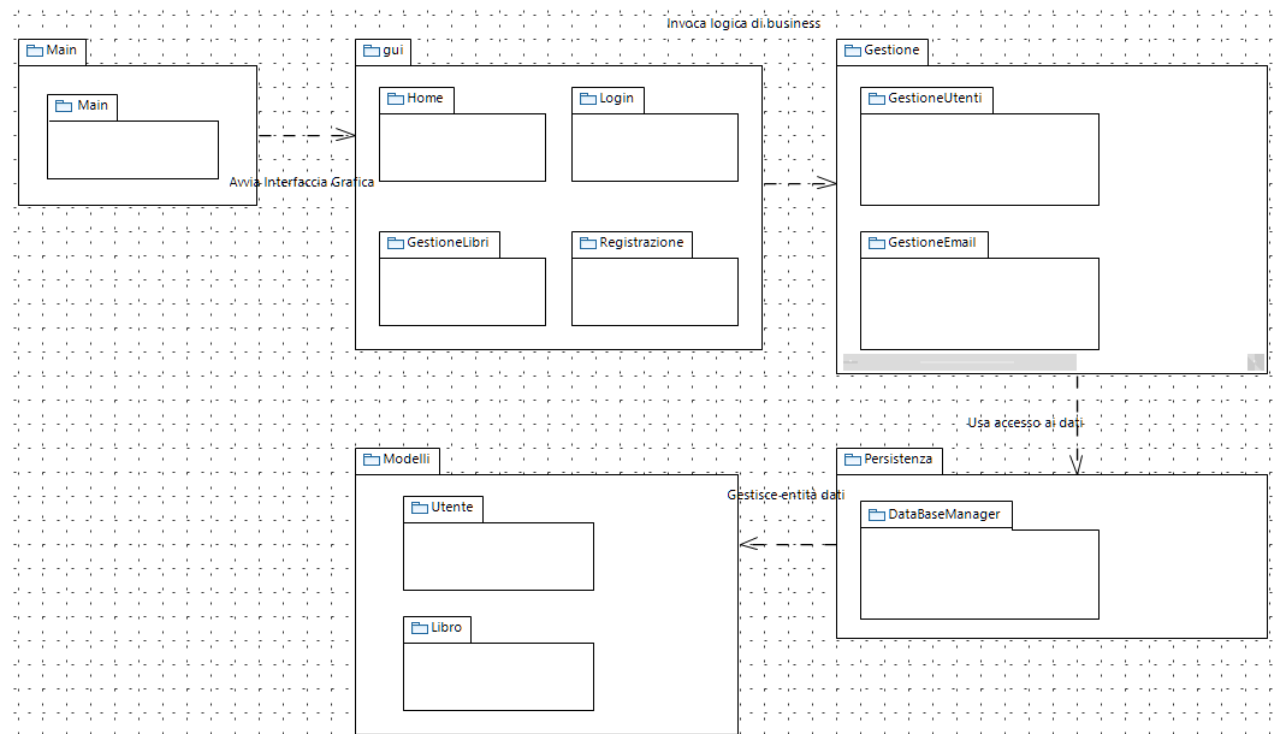 Invoca logica di business
Main
gui
Gestione
Main
Home
Login
GestioneUtenti
Avvia Interfaccia Grafica
GestioneLibri
Registrazione
GestioneEmail
Usa accesso ai dati
Modelli
Persistenza
Gestisce entità dati
Utente
DataBaseManager
Libro